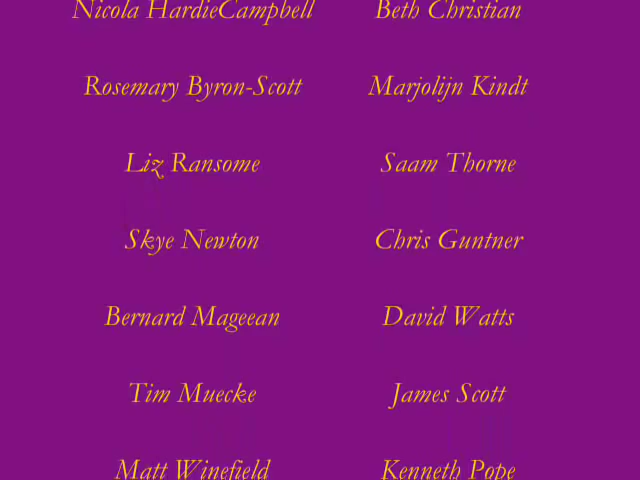 Nicola HardieCampbell Beth Christian
Rosemary Byron-Scott Marjolijn Kindt
Liz Ransome Saam Thorne
Skye Newton Chris Guntner
Bernard Mageean David Watts
Tim Muecke James Scott
Matt Winefield Kenneth Pope